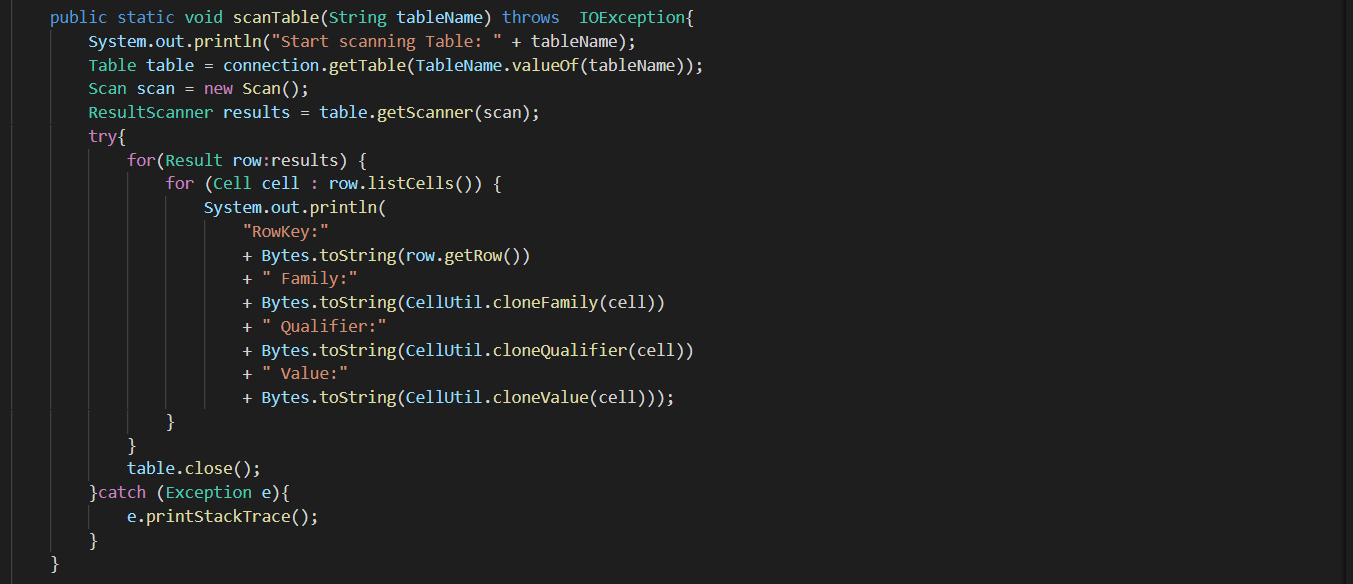 public static void scanTable(String tableName) throws  IOException{
    System.out.println("Start scanning Table: " + tableName);
    Table table = connection.getTable(TableName.valueOf(tableName));
    Scan scan = new Scan();
    ResultScanner results = table.getScanner(scan);
    try{
        for(Result row:results) {
            for (Cell cell : row.listCells()) {
                System.out.println(
                    "RowKey:"
                    + Bytes.toString(row.getRow())
                    + " Family:"
                    + Bytes.toString(CellUtil.cloneFamily(cell))
                    + " Qualifier:"
                    + Bytes.toString(CellUtil.cloneQualifier(cell))
                    + " Value:"
                    + Bytes.toString(CellUtil.cloneValue(cell)));
            }
        }
        table.close();
    }catch (Exception e){
        e.printStackTrace();
    }
}